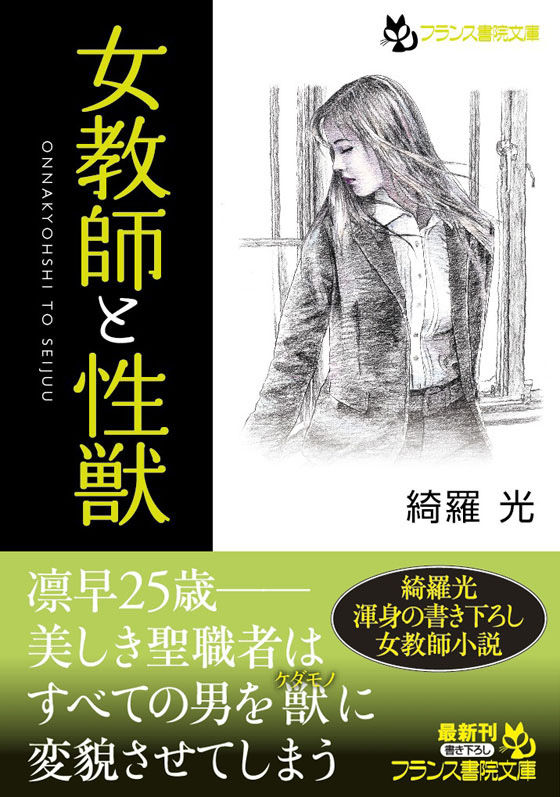 フランス書院文庫
女教師と性獣
ONNAKYOHSHI TO SEIJUU
綺羅 光
凛早25歳――
美しき聖職者は
すべての男を獣に
ケダモノ
変貌させてしまう
綺羅光
渾身の書き下ろし
女教師小説
最新刊
書き下ろし
フランス書院文庫